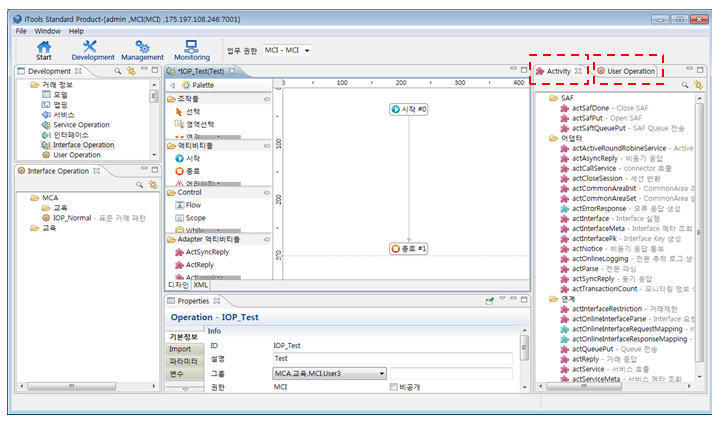 iTools Standard Product-[admin ,MCI(MCI) ,175.197.108.246:7001]
File Window Help
Start Development Management Monitoring 업무 권한 MCI - MCI
Development
거래 정보
모델
맵핑
서비스
Service Operation
인터페이스
Interface Operation
User Operation
Interface Operation
MCA
교육
IOP_Normal - 표준 거래 패턴
교육
*IOP_Test(Test)
Palette
조작툴
선택
영역선택
액티비티툴
시작
종료
Control
Flow
Scope
While
Adapter 액티비티툴
ActSyncReply
ActReply
디자인 XML
0 100 200 300 400
100
200
300
시작 #0
종료 #1
Properties
Operation - IOP_Test
기본정보
Import
파라미터
변수
Info
ID IOP_Test
설명 Test
그룹 MCA.교육.MCI.User3
권한 MCI 비공개
Activity User Operation
SAF
actSafDone - Close SAF
actSafPut - Open SAF
actSaftQueuePut - SAF Queue 전송
어댑터
actActiveRoundRobineService - Active
actAsyncReply - 비동기 응답
actCallService - connector 호출
actCloseSession - 세션 반환
actCommonAreaInit - CommonArea
actCommonAreaSet - CommonArea
actErrorResponse - 오류 응답 생성
actInterface - Interface 실행
actInterfaceMeta - Interface 메타 조회
actInterfacePk - Interface Key 생성
actNotice - 비동기 응답 통보
actOnlineLogging - 전문 추적 로그 생
actParse - 전문 파싱
actSyncReply - 동기 응답
actTransactionCount - 모니터링 정보
연계
actInterfaceRestriction - 거래제한
actOnlineInterfaceParse - Interface 요
actOnlineInterfaceRequestMapping - in
actOnlineInterfaceResponseMapping -
actQueuePut - Queue 전송
actReply - 거래 응답
actService - 서비스 호출
actServiceMeta - 서비스 메타 조회